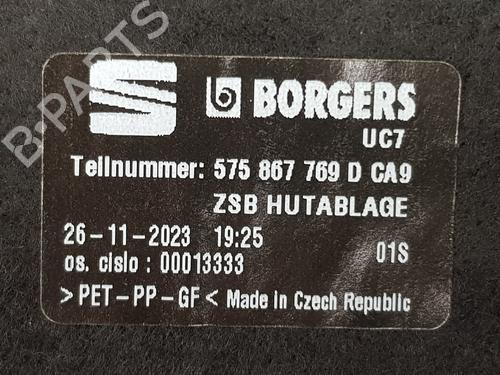 BORGERS
UC7
Teilnummer: 575 867 769 D CA9
ZSB HUTABLAGE
26-11-2023 19:25
01S
os. cislo : 00013333
>PET-PP-GF< Made in Czech Republic
B-PARTS